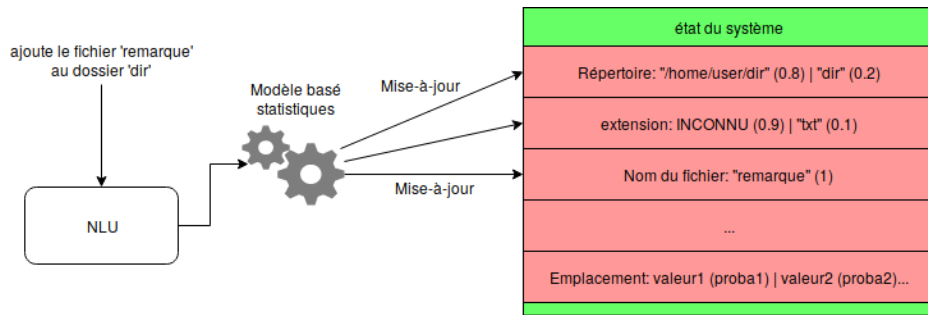 ajoute le fichier 'remarque'
au dossier 'dir'
NLU
Modèle basé
statistiques
Mise-à-jour
Mise-à-jour
état du système
Répertoire: "/home/user/dir" (0.8) | "dir" (0.2)
extension: INCONNU (0.9) | "txt" (0.1)
Nom du fichier: "remarque" (1)
...
Emplacement: valeur1 (proba1) | valeur2 (proba2)...